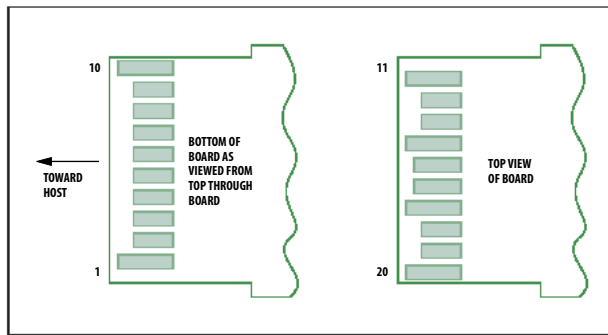 10
1
TOWARD
HOST
BOTTOM OF
BOARD AS
VIEWED FROM
TOP THROUGH
BOARD
11
20
TOP VIEW
OF BOARD